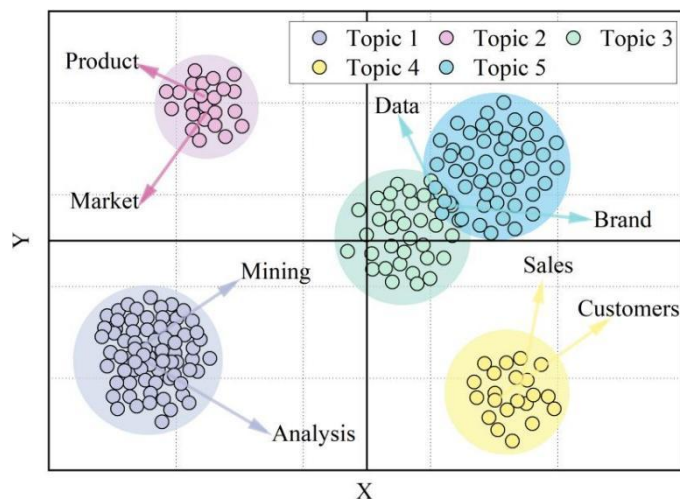 Topic 1 Topic 2 Topic 3
Topic 4 Topic 5
Product
Data
Market
Brand
Mining
Sales
Customers
Analysis
Y
X